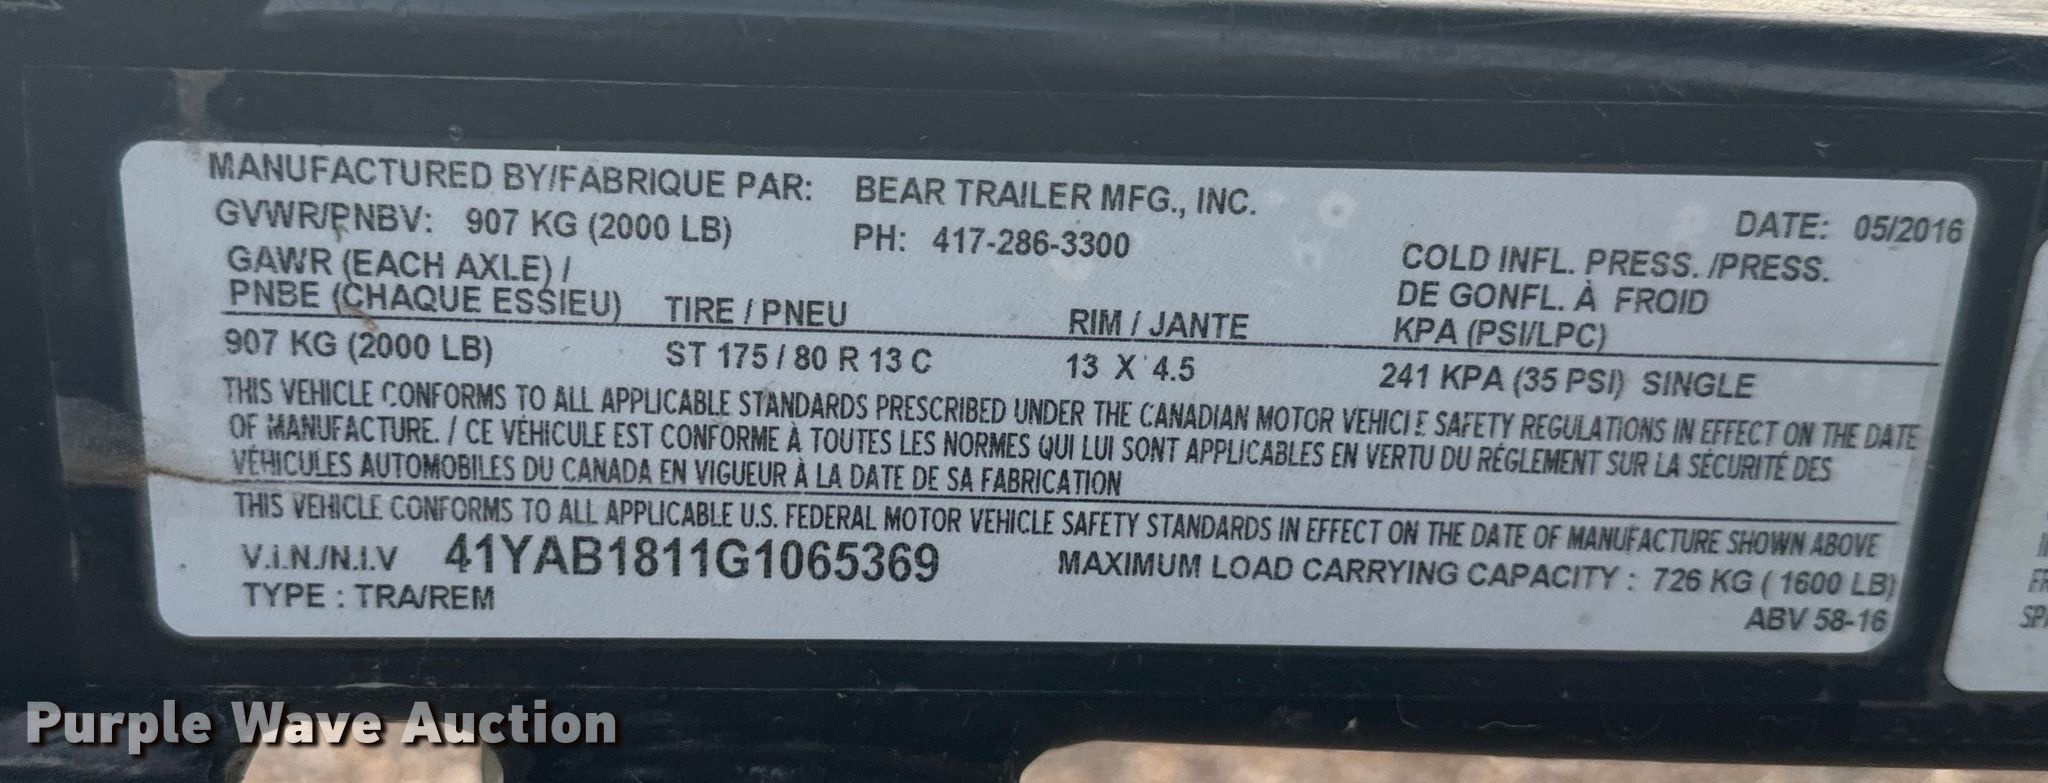 MANUFACTURED BY/FABRIQUE PAR: BEAR TRAILER MFG., INC.
GVWR/PNBV: 907 KG (2000 LB) PH: 417-286-3300 DATE: 05/2016
GAWR (EACH AXLE) / COLD INFL. PRESS. /PRESS.
PNBE (CHAQUE ESSIEU) TIRE / PNEU RIM / JANTE DE GONFL. À FROID
KPA (PSI/LPC)
907 KG (2000 LB) ST 175 / 80 R 13 C 13 X 4.5 241 KPA (35 PSI) SINGLE
THIS VEHICLE CONFORMS TO ALL APPLICABLE STANDARDS PRESCRIBED UNDER THE CANADIAN MOTOR VEHICLE SAFETY REGULATIONS IN EFFECT ON THE DATE
OF MANUFACTURE. / CE VÉHICULE EST CONFORME À TOUTES LES NORMES QUI LUI SONT APPLICABLES EN VERTU DU RÉGLEMENT SUR LA SÉCURITÉ DES
VÉHICULES AUTOMOBILES DU CANADA EN VIGUEUR À LA DATE DE SA FABRICATION
THIS VEHICLE CONFORMS TO ALL APPLICABLE U.S. FEDERAL MOTOR VEHICLE SAFETY STANDARDS IN EFFECT ON THE DATE OF MANUFACTURE SHOWN ABOVE
V.I.N./N.I.V 41YAB1811G1065369 MAXIMUM LOAD CARRYING CAPACITY : 726 KG ( 1600 LB)
TYPE : TRA/REM ABV 58-16
Purple Wave Auction